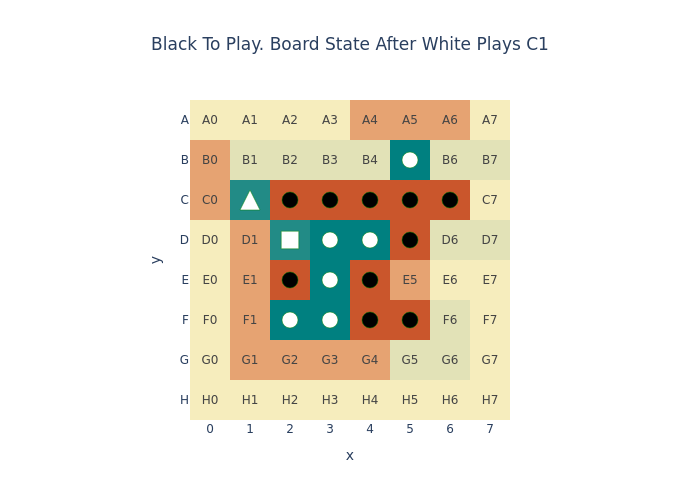 Black To Play. Board State After White Plays C1
A A0 A1 A2 A3 A4 A5 A6 A7
B B0 B1 B2 B3 B4 B6 B7
C C0 C7
D D0 D1 D6 D7
y
E E0 E1 E5 E6 E7
F F0 F1 F6 F7
G G0 G1 G2 G3 G4 G5 G6 G7
H H0 H1 H2 H3 H4 H5 H6 H7
0 1 2 3 4 5 6 7
x